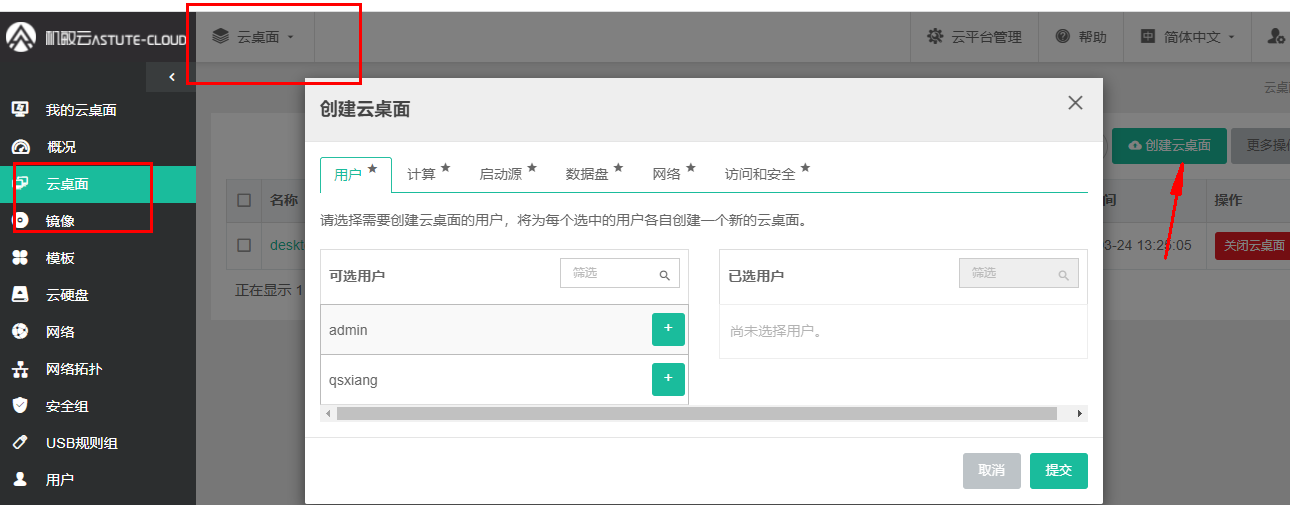 机敏云ASTUTE-CLOUD
云桌面
云平台管理
帮助
简体中文
我的云桌面
概况
云桌面
镜像
模板
云硬盘
网络
网络拓扑
安全组
USB规则组
用户
云桌
创建云桌面
更多操作
名称
间
操作
deskt
3-24 13:25:05
关闭云桌面
正在显示 1
创建云桌面
用户
计算
启动源
数据盘
网络
访问和安全
请选择需要创建云桌面的用户，将为每个选中的用户各自创建一个新的云桌面。
可选用户
筛选
已选用户
筛选
admin
尚未选择用户。
qsxiang
取消
提交